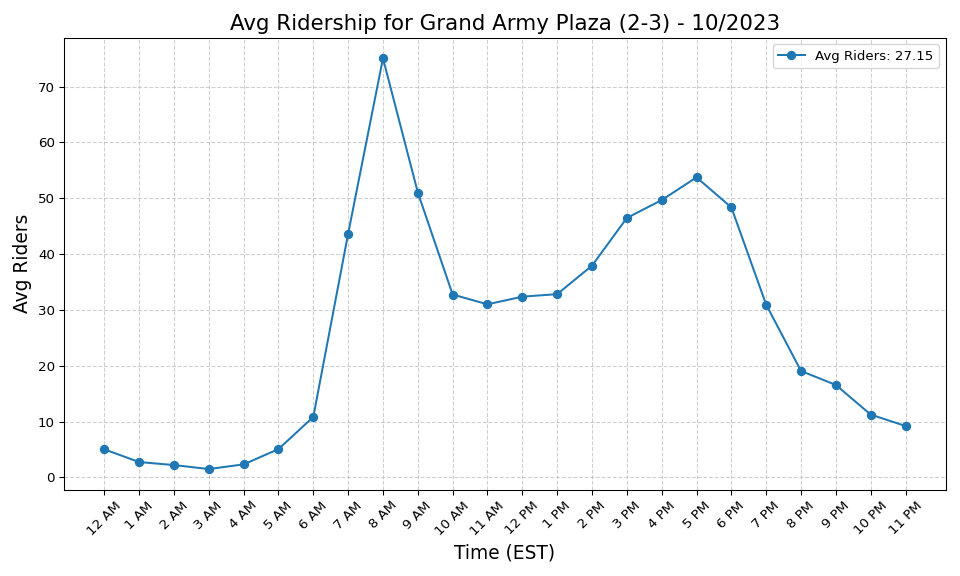 Avg Ridership for Grand Army Plaza (2-3) - 10/2023
Avg Riders: 27.15
Avg Riders
70
60
50
40
30
20
10
0
12 AM
1 AM
2 AM
3 AM
4 AM
5 AM
6 AM
7 AM
8 AM
9 AM
10 AM
11 AM
12 PM
1 PM
2 PM
3 PM
4 PM
5 PM
6 PM
7 PM
8 PM
9 PM
10 PM
11 PM
Time (EST)